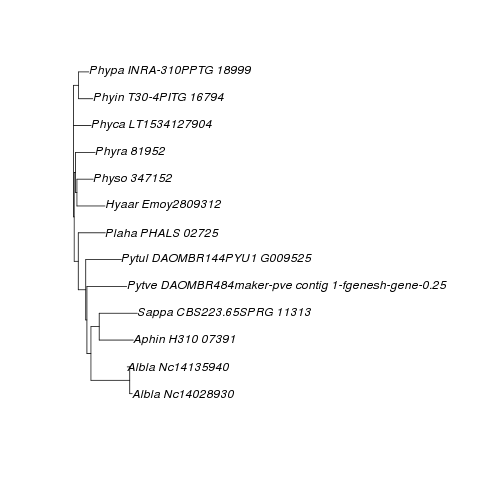 Phypa INRA-310PPTG 18999
Phyin T30-4PITG 16794
Phyca LT1534127904
Phyra 81952
Physo 347152
Hyaar Emoy2809312
Plaha PHALS 02725
Pytul DAOMBR144PYU1 G009525
Pytve DAOMBR484maker-pve contig 1-fgenesh-gene-0.25
Sappa CBS223.65SPRG 11313
Aphin H310 07391
Albla Nc14135940
Albla Nc14028930